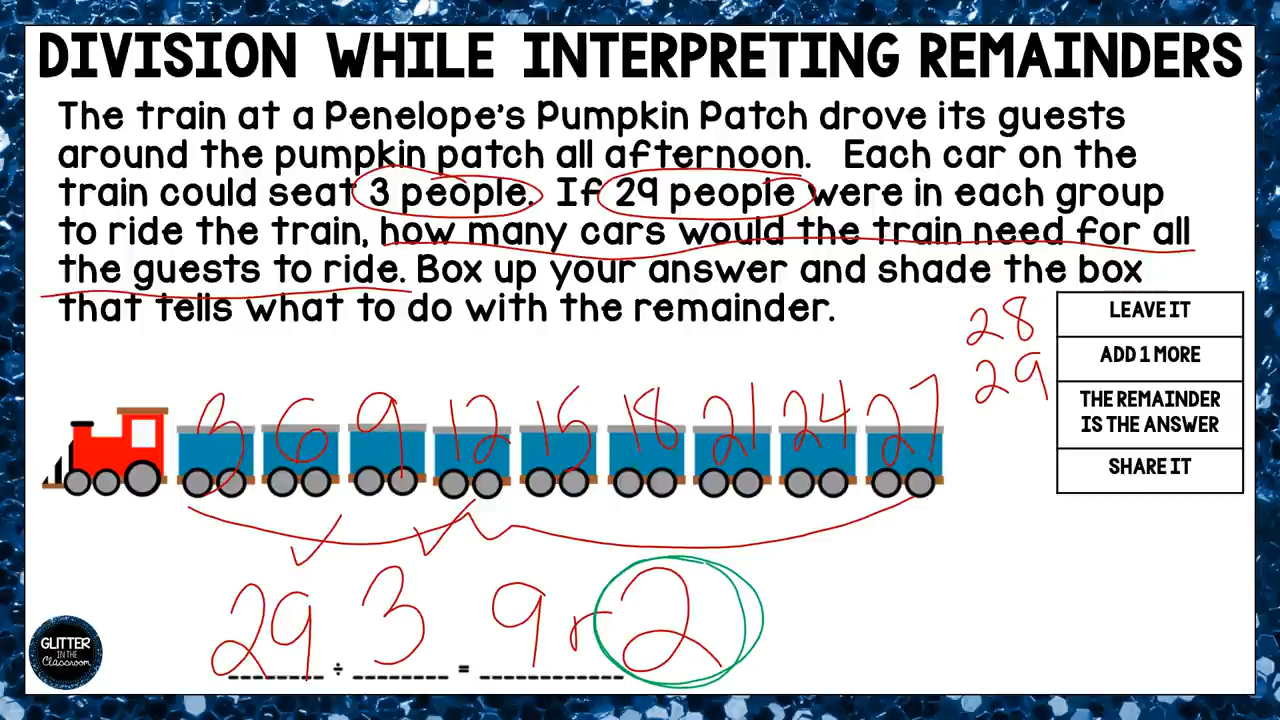 DIVISION WHILE INTERPRETING REMAINDERS
The train at a Penelope's Pumpkin Patch drove its guests
around the pumpkin patch all afternoon. Each car on the
train could seat 3 people. If 29 people were in each group
to ride the train, how many cars would the train need for all
the guests to ride. Box up your answer and shade the box
that tells what to do with the remainder.
28
29
LEAVE IT
ADD 1 MORE
THE REMAINDER
IS THE ANSWER
SHARE IT
3 6 9 12 15 18 21 24 27
29 ÷ 3 = 9 r 2
GLITTER
IN THE
Classroom